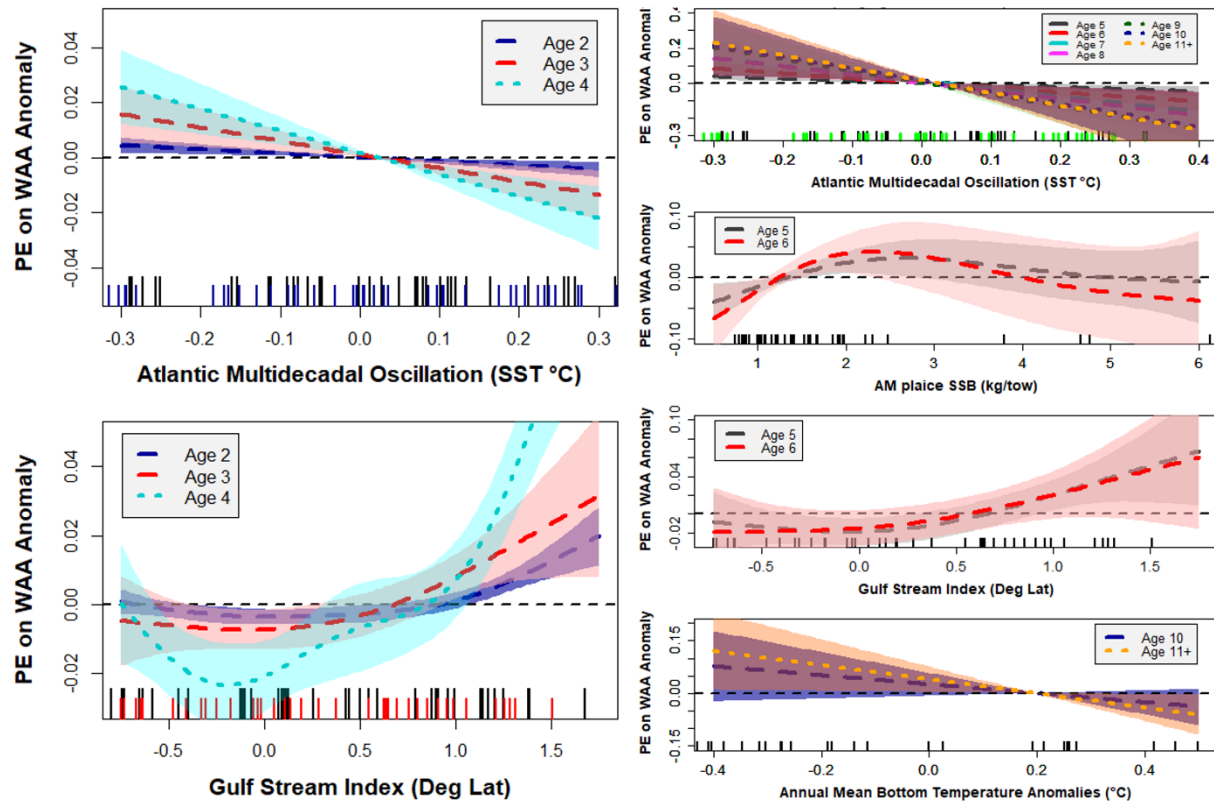 PE on WAA Anomaly
0.04
0.02
0.00
-0.02
-0.04
Age 2
Age 3
Age 4
-0.3
-0.2
-0.1
0.0
0.1
0.2
0.3
Atlantic Multidecadal Oscillation (SST ºC)
PE on WAA Anomaly
0.04
0.02
0.00
-0.02
Age 2
Age 3
Age 4
-0.5
0.0
0.5
1.0
1.5
Gulf Stream Index (Deg Lat)
PE on WAA Anomaly
0.4
0.2
0.0
-0.3
Age 5
Age 6
Age 7
Age 8
Age 9
Age 10
Age 11+
-0.3
-0.2
-0.1
0.0
0.1
0.2
0.3
0.4
Atlantic Multidecadal Oscillation (SST ºC)
PE on WAA Anomaly
0.10
0.00
-0.10
Age 5
Age 6
1
2
3
4
5
6
AM plaice SSB (kg/tow)
PE on WAA Anomaly
0.10
0.04
-0.02
Age 5
Age 6
-0.5
0.0
0.5
1.0
1.5
Gulf Stream Index (Deg Lat)
PE on WAA Anomaly
0.15
0.00
-0.15
Age 10
Age 11+
-0.4
-0.2
0.0
0.2
0.4
Annual Mean Bottom Temperature Anomalies (°C)